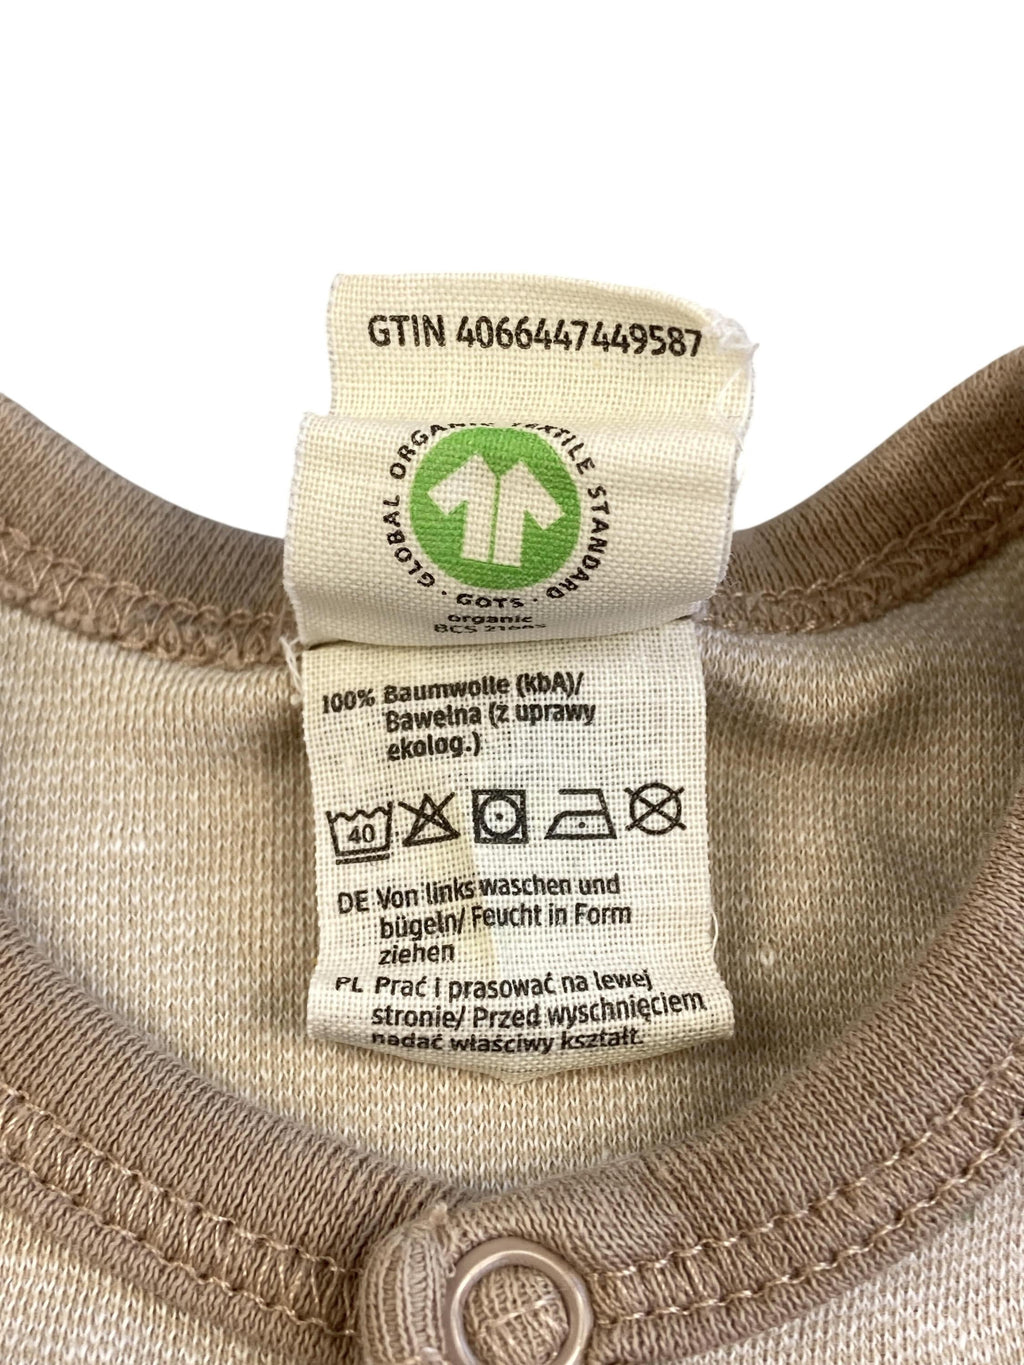 GTIN 4066447449587
GLOBAL ORGANIC TEXTILE STANDARD · GOTS ·
organic
BCS
100% Baumwolle (kbA)/
Bawełna (z uprawy
ekolog.)
40
DE Von links waschen und
bügeln/ Feucht in Form
ziehen
PL Prać i prasować na lewej
stronie/ Przed wyschnięciem
nadać właściwy kształt.